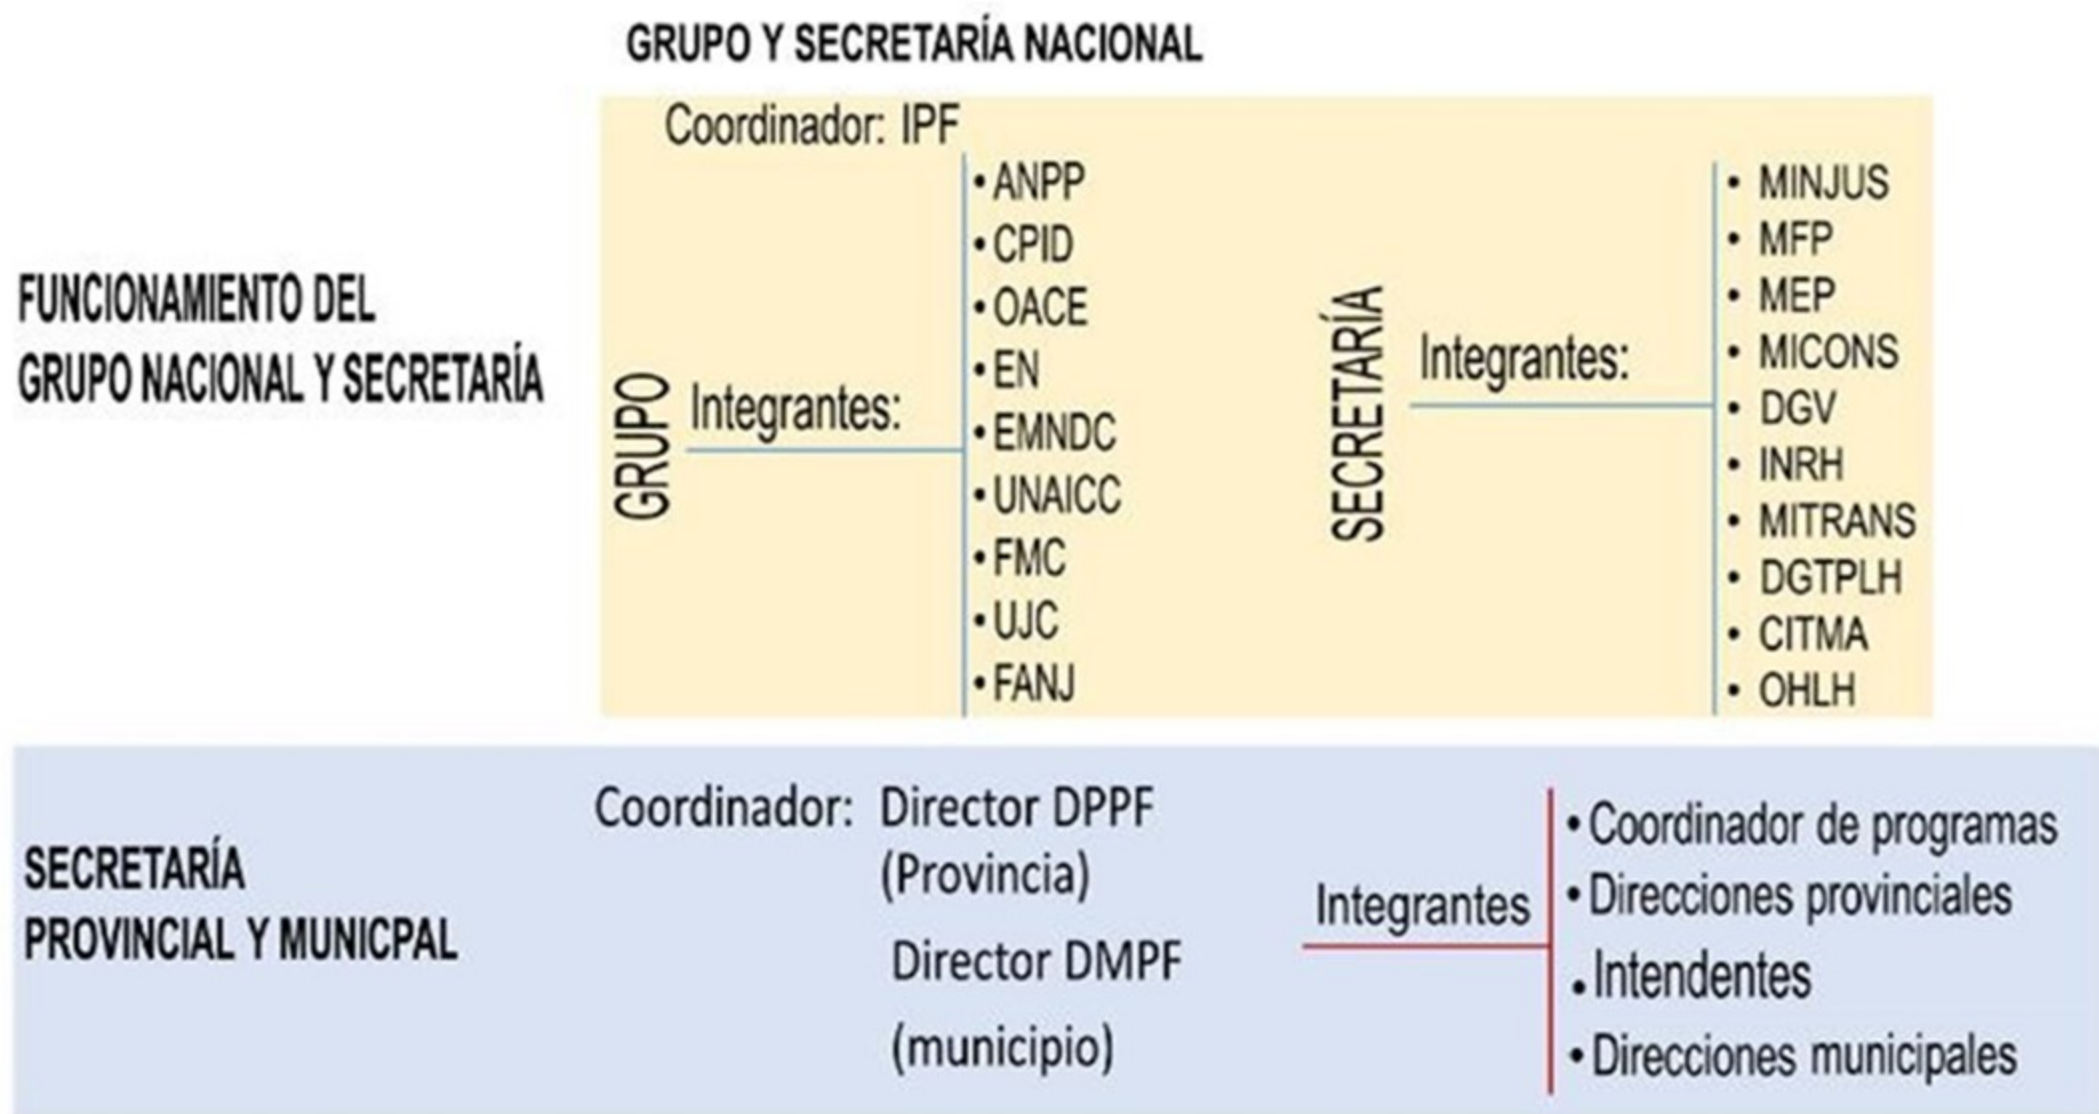 GRUPO Y SECRETARÍA NACIONAL
FUNCIONAMIENTO DEL
GRUPO NACIONAL Y SECRETARÍA
Coordinador: IPF
GRUPO
Integrantes:
• ANPP
• CPID
• OACE
• EN
• EMNDC
• UNAICC
• FMC
• UJC
• FANJ
SECRETARÍA
Integrantes:
• MINJUS
• MFP
• MEP
• MICONS
• DGV
• INRH
• MITRANS
• DGTPLH
• CITMA
• OHLH
SECRETARÍA
PROVINCIAL Y MUNICPAL
Coordinador: Director DPPF
(Provincia)
Director DMPF
(municipio)
Integrantes
• Coordinador de programas
• Direcciones provinciales
• Intendentes
• Direcciones municipales